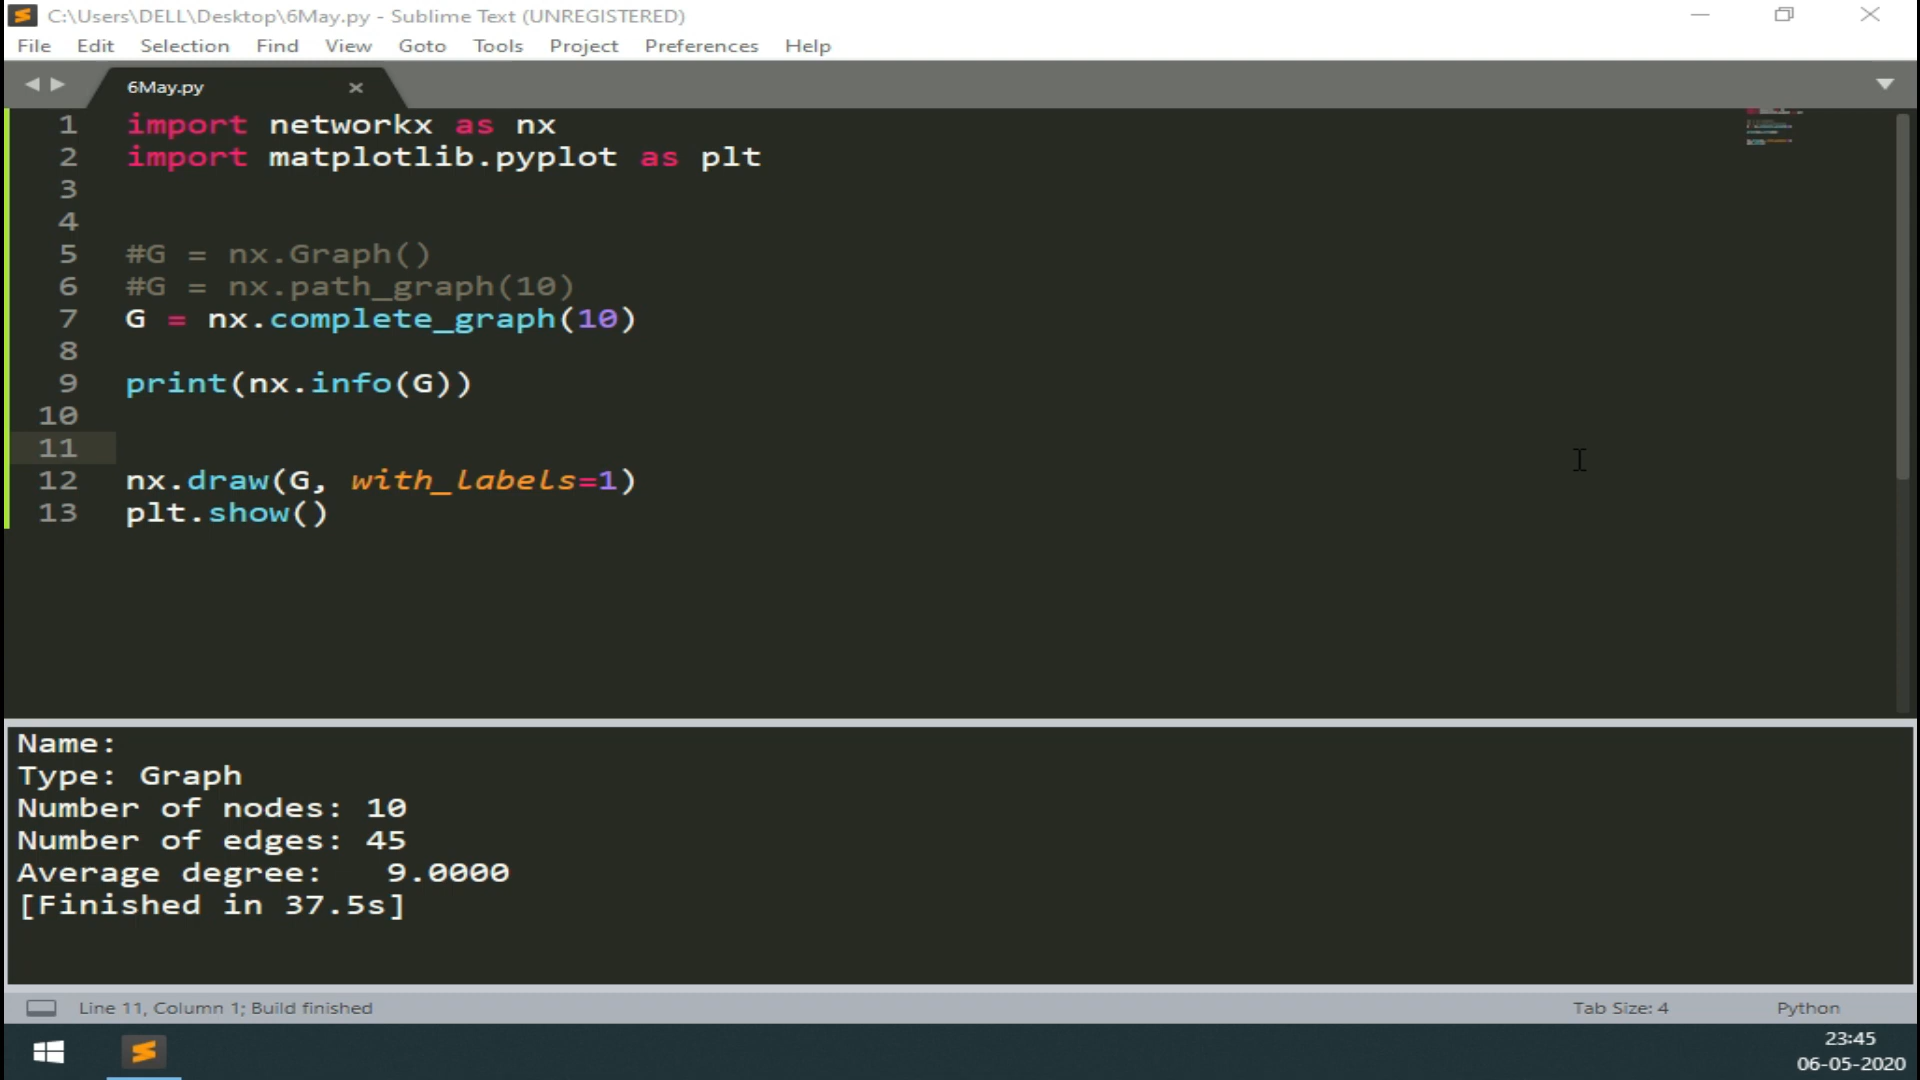 C:\Users\DELL\Desktop\6May.py - Sublime Text (UNREGISTERED)
File Edit Selection Find View Goto Tools Project Preferences Help
6May.py
1 import networkx as nx
2 import matplotlib.pyplot as plt
3
4
5 #G = nx.Graph()
6 #G = nx.path_graph(10)
7 G = nx.complete_graph(10)
8
9 print(nx.info(G))
10
11
12 nx.draw(G, with_labels=1)
13 plt.show()
Name:
Type: Graph
Number of nodes: 10
Number of edges: 45
Average degree:   9.0000
[Finished in 37.5s]
Line 11, Column 1; Build finished Tab Size: 4 Python
23:45
06-05-2020